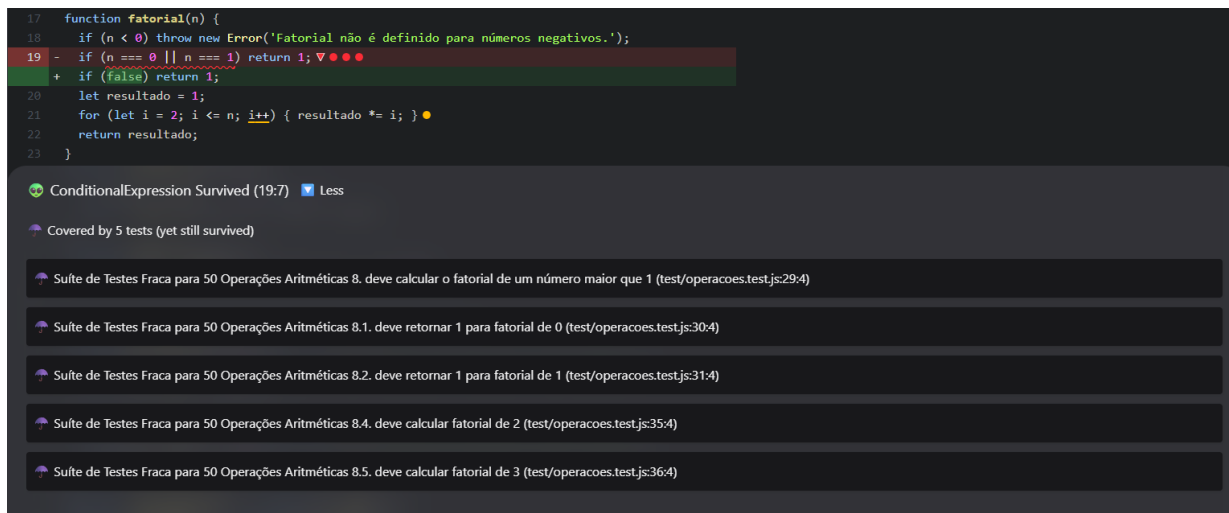 17 function fatorial(n) {
18 if (n < 0) throw new Error('Fatorial não é definido para números negativos.');
19 - if (n === 0 || n === 1) return 1;
+ if (false) return 1;
20 let resultado = 1;
21 for (let i = 2; i <= n; i++) { resultado *= i; }
22 return resultado;
23 }
ConditionalExpression Survived (19:7) Less
Covered by 5 tests (yet still survived)
Suíte de Testes Fraca para 50 Operações Aritméticas 8. deve calcular o fatorial de um número maior que 1 (test/operacoes.test.js:29:4)
Suíte de Testes Fraca para 50 Operações Aritméticas 8.1. deve retornar 1 para fatorial de 0 (test/operacoes.test.js:30:4)
Suíte de Testes Fraca para 50 Operações Aritméticas 8.2. deve retornar 1 para fatorial de 1 (test/operacoes.test.js:31:4)
Suíte de Testes Fraca para 50 Operações Aritméticas 8.4. deve calcular fatorial de 2 (test/operacoes.test.js:35:4)
Suíte de Testes Fraca para 50 Operações Aritméticas 8.5. deve calcular fatorial de 3 (test/operacoes.test.js:36:4)